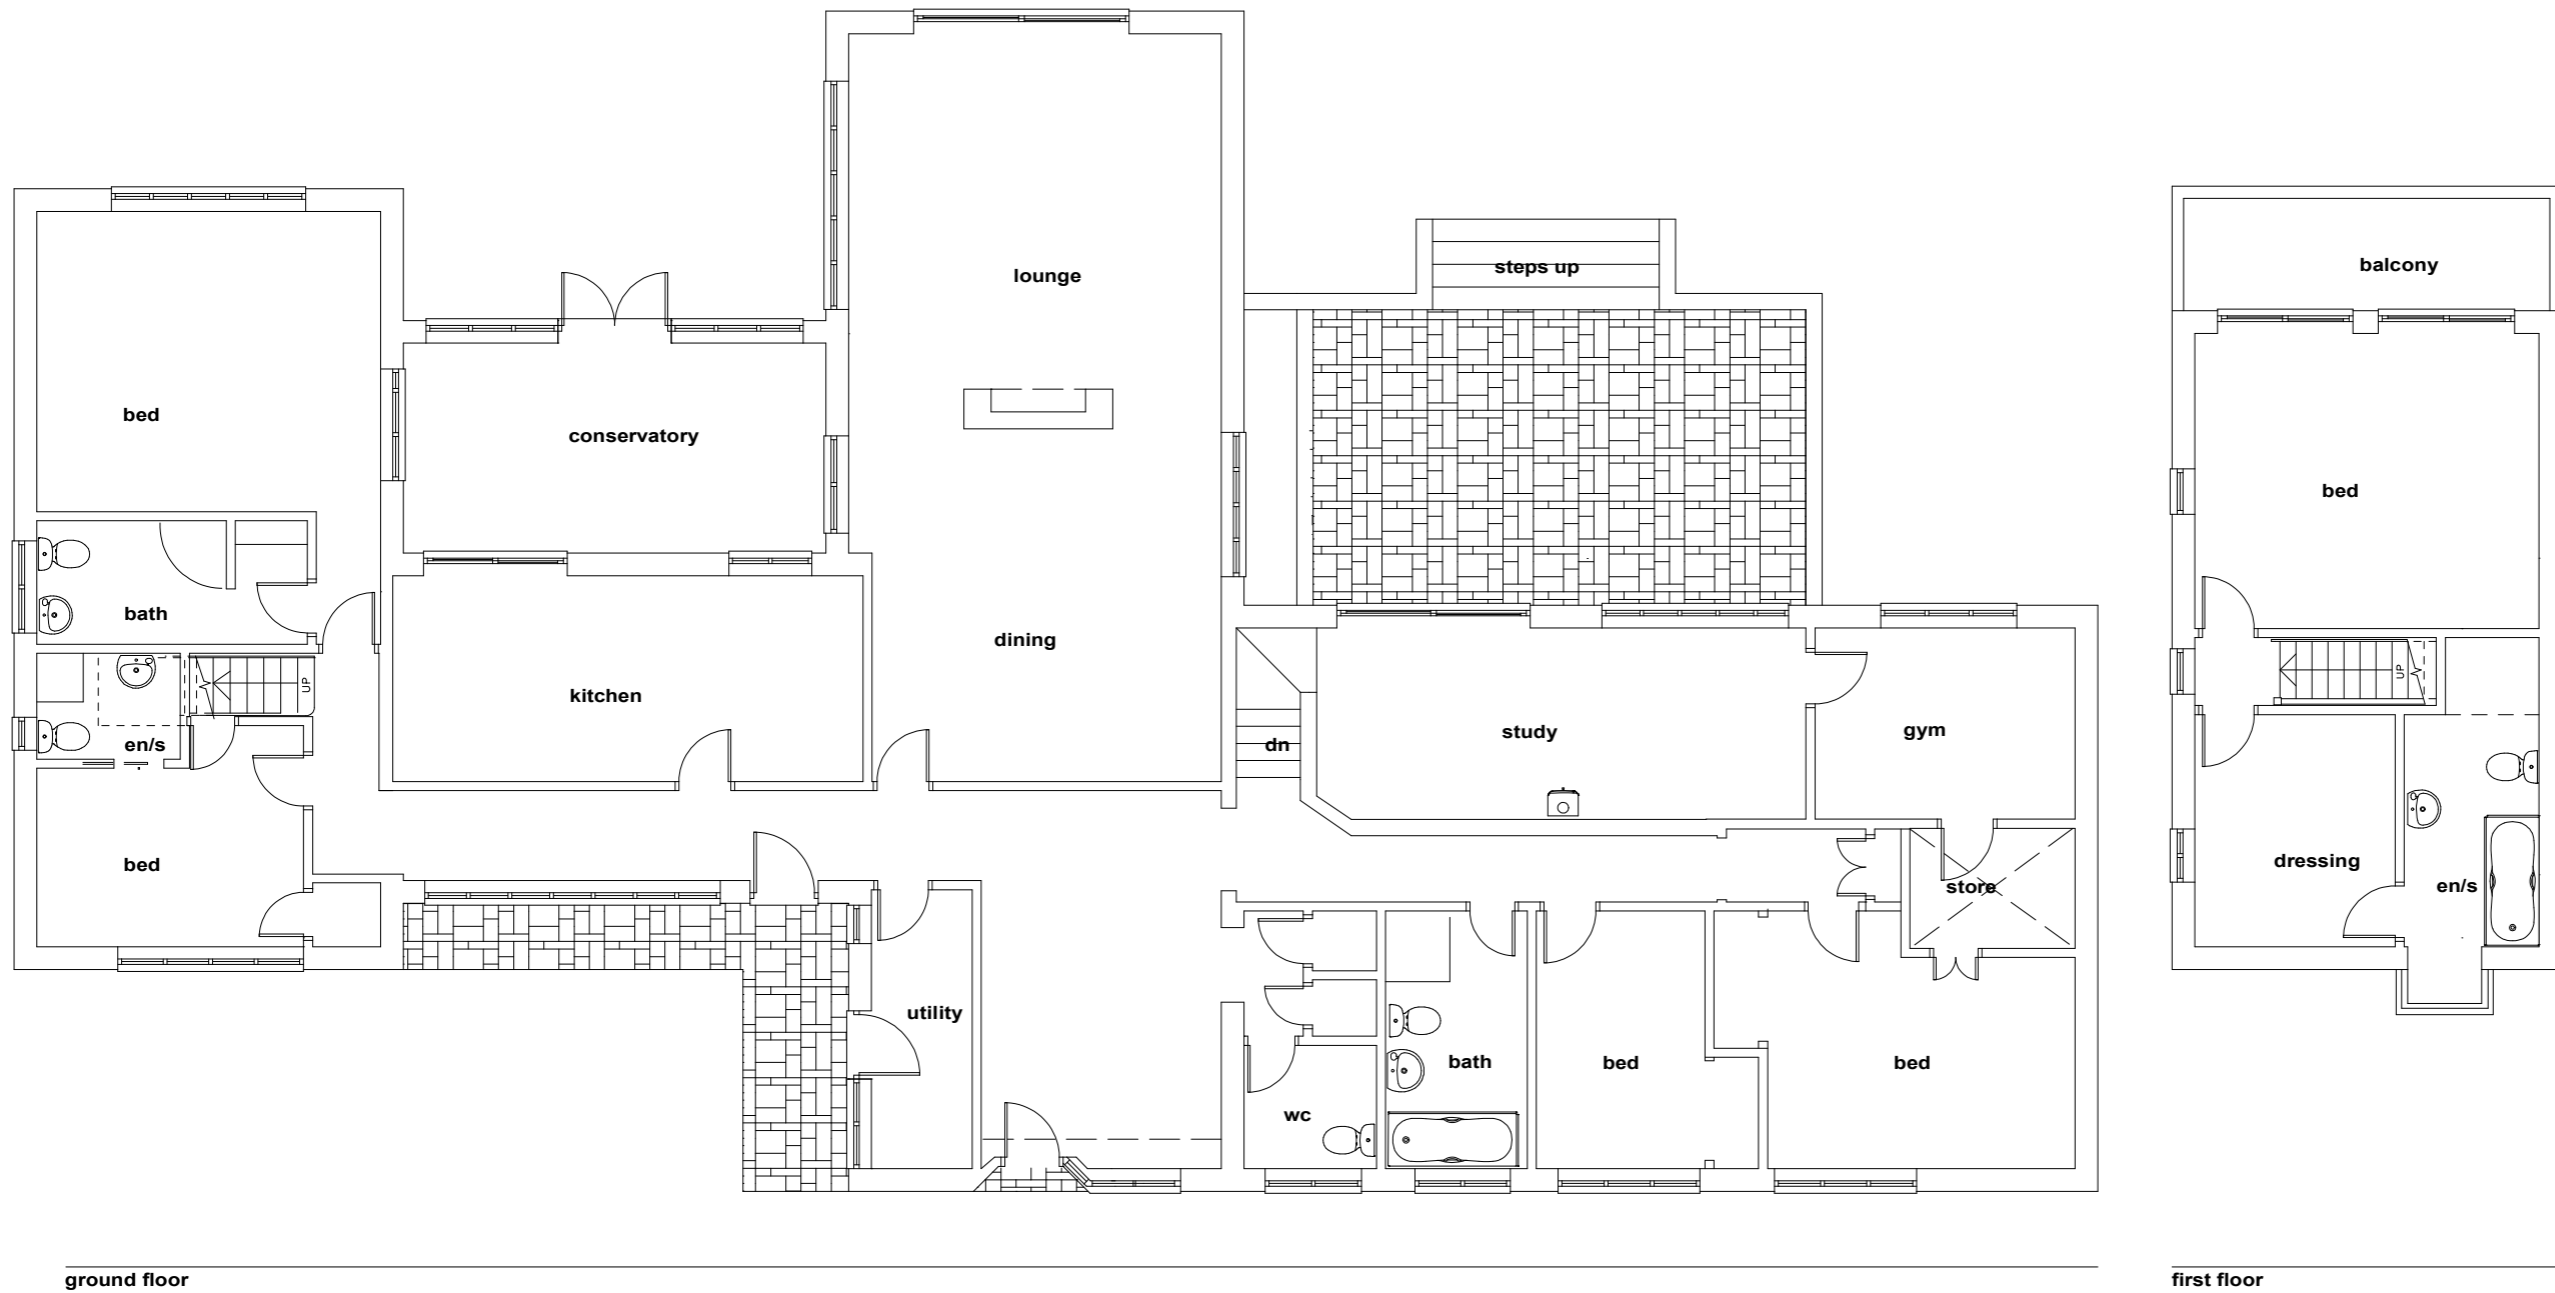 lounge
steps up
balcony
bed
conservatory
bed
bath
dining
UP
kitchen
UP
en/s
dn
study
gym
bed
dressing
store
en/s
utility
bath
bed
bed
wc
ground floor
first floor